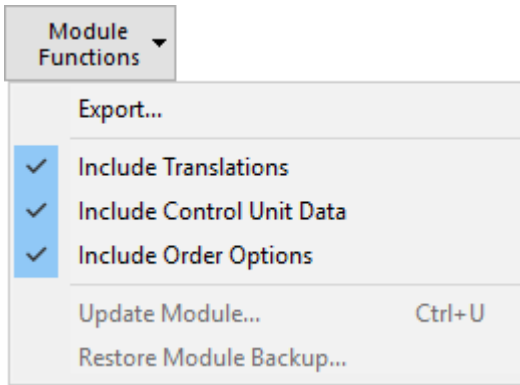 Module
Functions
Export...
Include Translations
Include Control Unit Data
Include Order Options
Update Module... Ctrl+U
Restore Module Backup...